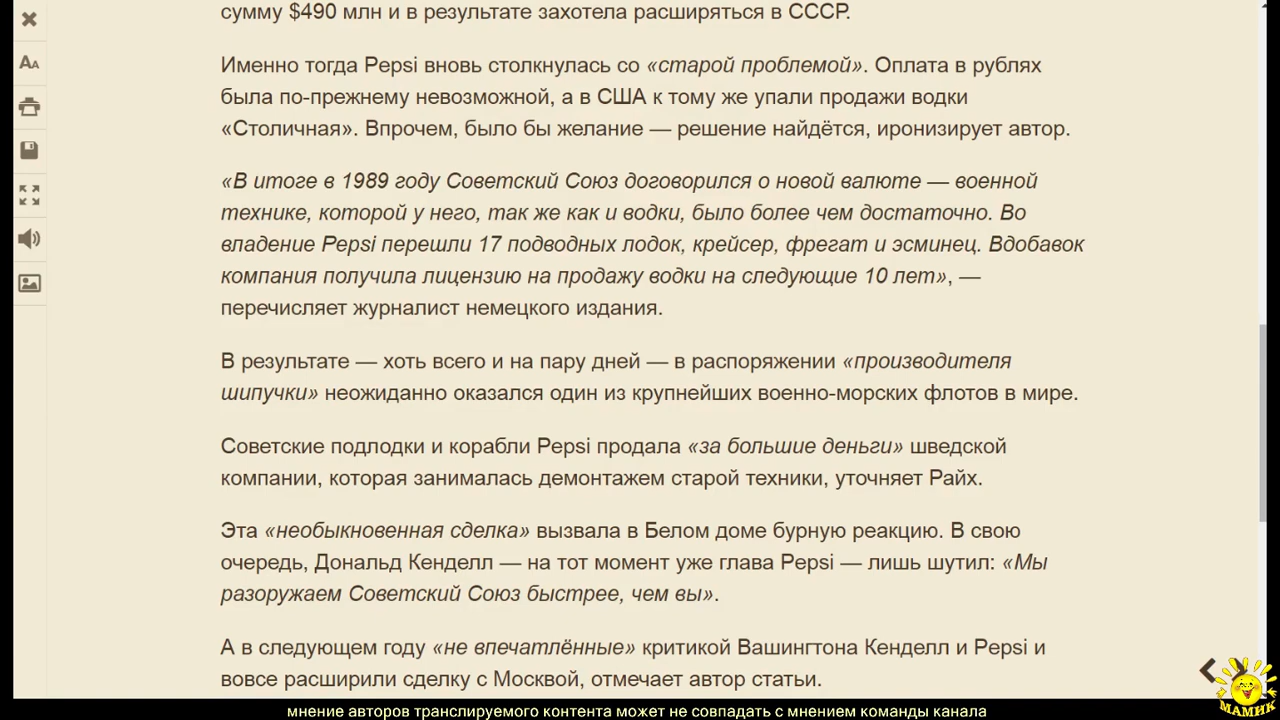 сумму $490 млн и в результате захотела расширяться в СССР.
Именно тогда Pepsi вновь столкнулась со «старой проблемой». Оплата в рублях
была по-прежнему невозможной, а в США к тому же упали продажи водки
«Столичная». Впрочем, было бы желание — решение найдётся, иронизирует автор.
«В итоге в 1989 году Советский Союз договорился о новой валюте — военной
технике, которой у него, так же как и водки, было более чем достаточно. Во
владение Pepsi перешли 17 подводных лодок, крейсер, фрегат и эсминец. Вдобавок
компания получила лицензию на продажу водки на следующие 10 лет», —
перечисляет журналист немецкого издания.
В результате — хоть всего и на пару дней — в распоряжении «производителя
шипучки» неожиданно оказался один из крупнейших военно-морских флотов в мире.
Советские подлодки и корабли Pepsi продала «за большие деньги» шведской
компании, которая занималась демонтажем старой техники, уточняет Райх.
Эта «необыкновенная сделка» вызвала в Белом доме бурную реакцию. В свою
очередь, Дональд Кенделл — на тот момент уже глава Pepsi — лишь шутил: «Мы
разоружаем Советский Союз быстрее, чем вы».
А в следующем году «не впечатлённые» критикой Вашингтона Кенделл и Pepsi и
вовсе расширили сделку с Москвой, отмечает автор статьи.
МАМИК
мнение авторов транслируемого контента может не совпадать с мнением команды канала